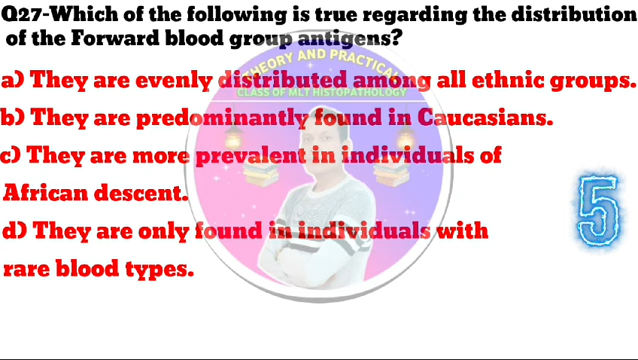 Q27-Which of the following is true regarding the distribution
of the Forward blood group antigens?
THEORY AND PRACTICAL
CLASS OF MLT HISTOPATHOLOGY
a) They are evenly distributed among all ethnic groups.
b) They are predominantly found in Caucasians.
c) They are more prevalent in individuals of
African descent.
5
d) They are only found in individuals with
rare blood types.